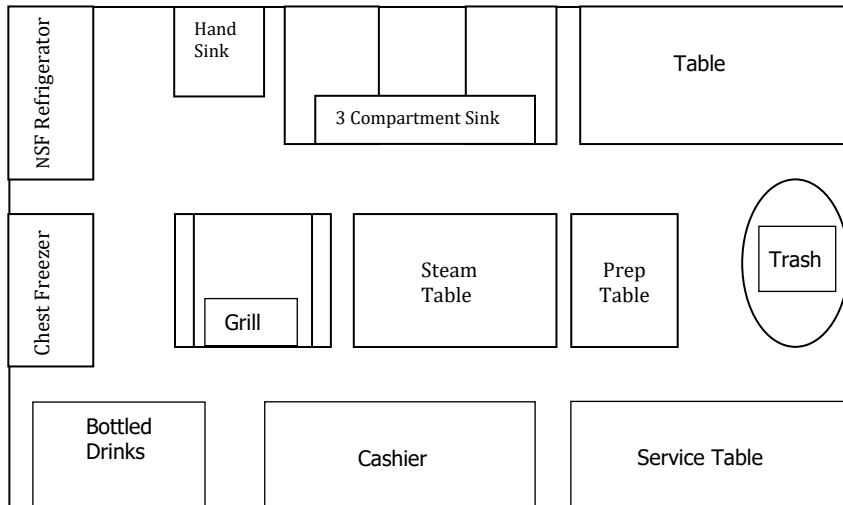 NSF Refrigerator
Hand
Sink
3 Compartment Sink
Table
Chest Freezer
Grill
Steam
Table
Prep
Table
Trash
Bottled
Drinks
Cashier
Service Table